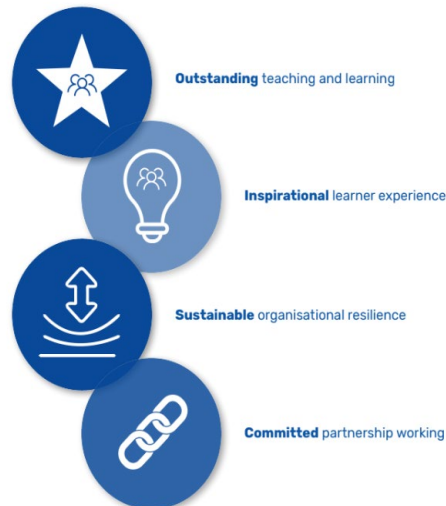 Outstanding teaching and learning
Inspirational learner experience
Sustainable organisational resilience
Committed partnership working